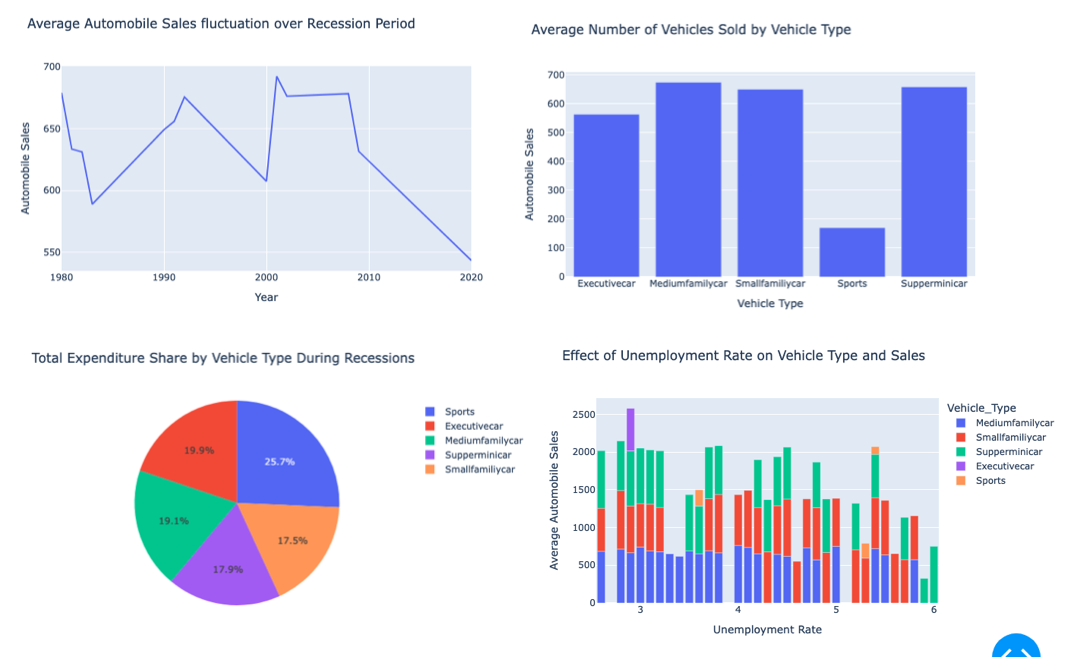 Average Automobile Sales fluctuation over Recession Period
700
650
600
550
Automobile Sales
1980 1990 2000 2010 2020
Year
Average Number of Vehicles Sold by Vehicle Type
700
600
500
400
300
200
100
0
Automobile Sales
Executivecar Mediumfamilycar Smallfamiliycar Sports Supperminicar
Vehicle Type
Total Expenditure Share by Vehicle Type During Recessions
19.9%
25.7%
19.1%
17.5%
17.9%
Sports
Executivecar
Mediumfamilycar
Supperminicar
Smallfamiliycar
Effect of Unemployment Rate on Vehicle Type and Sales
2500
2000
1500
1000
500
0
Average Automobile Sales
3 4 5 6
Unemployment Rate
Vehicle_Type
Mediumfamilycar
Smallfamiliycar
Supperminicar
Executivecar
Sports